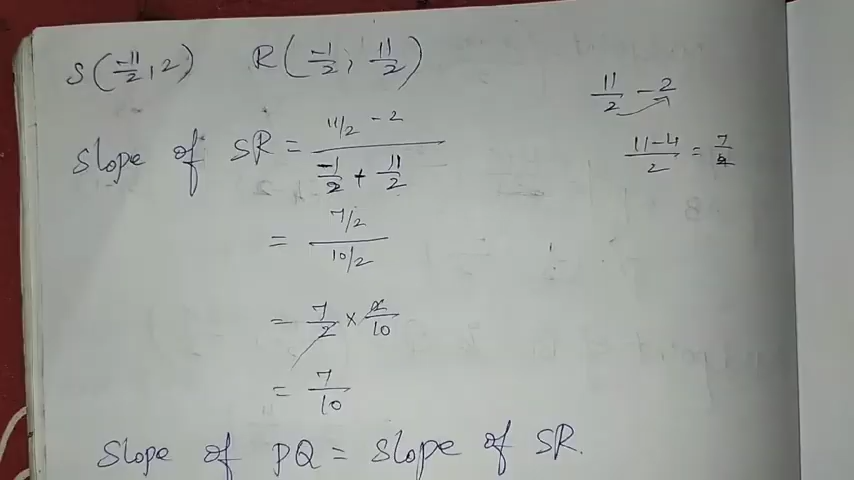 S(-11/2, 2) R(-1/2, 11/2)
11/2 - 2
Slope of SR = (11/2 - 2)/(-1/2 + 11/2)
(11-4)/2 = 7/2
= (7/2)/(10/2)
= 7/2 × 2/10
= 7/10
Slope of PQ = Slope of SR.